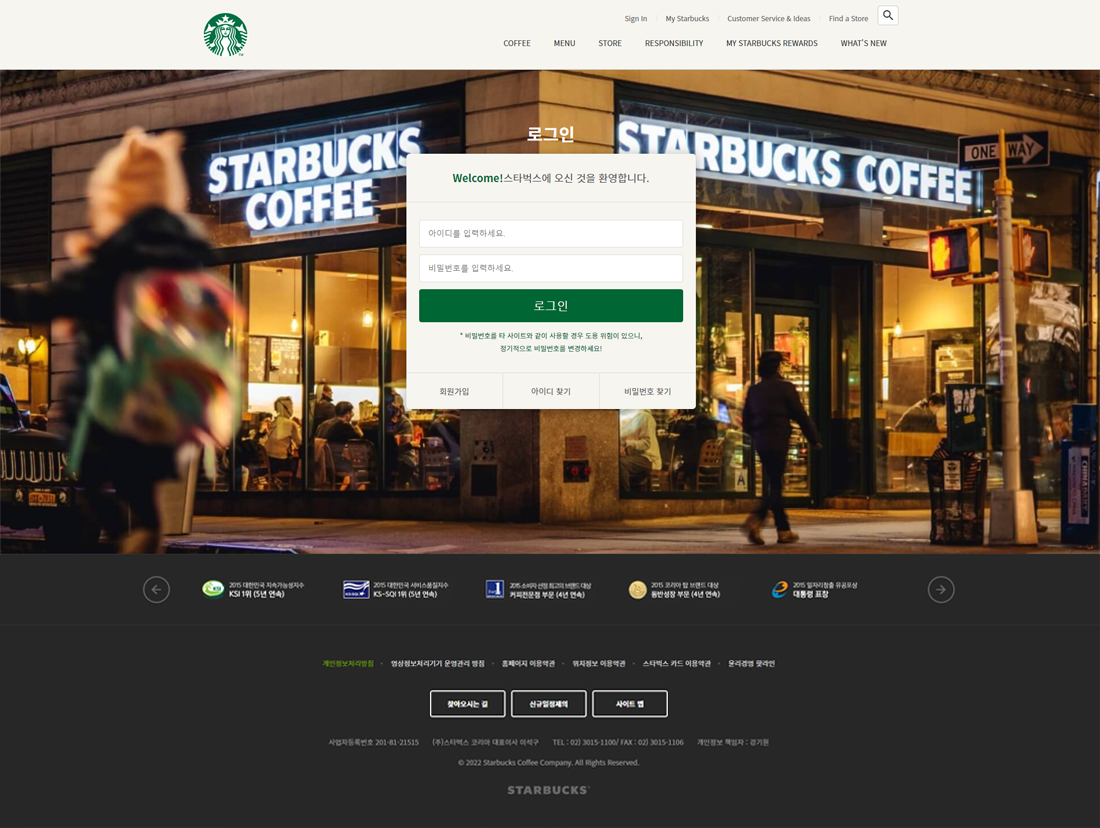 Sign In
My Starbucks
Customer Service & Ideas
Find a Store
COFFEE
MENU
STORE
RESPONSIBILITY
MY STARBUCKS REWARDS
WHAT'S NEW
로그인
STARBUCKS COFFEE
STARBUCKS COFFEE
ONE WAY
Welcome!스타벅스에 오신 것을 환영합니다.
아이디를 입력하세요.
비밀번호를 입력하세요.
로그인
* 비밀번호를 타 사이트와 같이 사용할 경우 도용 위험이 있으니,
정기적으로 비밀번호를 변경하세요!
회원가입
아이디 찾기
비밀번호 찾기
A
2015 대한민국 지속가능성지수
KSI 1위 (5년 연속)
2015 대한민국 서비스품질지수
KS-SQI 1위 (5년 연속)
2015 소비자 선정 최고의 브랜드 대상
커피전문점 부문 (4년 연속)
2015 코리아 탑 브랜드 대상
동반성장 부문 (4년 연속)
2015 일자리창출 유공포상
대통령 표창
개인정보처리방침
영상정보처리기기 운영관리 방침
홈페이지 이용약관
위치정보 이용약관
스타벅스 카드 이용약관
윤리경영 핫라인
찾아오시는 길
신규입점제의
사이트 맵
사업자등록번호 201-81-21515 (주)스타벅스 코리아 대표이사 이석구 TEL : 02) 3015-1100/ FAX : 02) 3015-1106 개인정보 책임자 : 강기원
© 2022 Starbucks Coffee Company. All Rights Reserved.
STARBUCKS